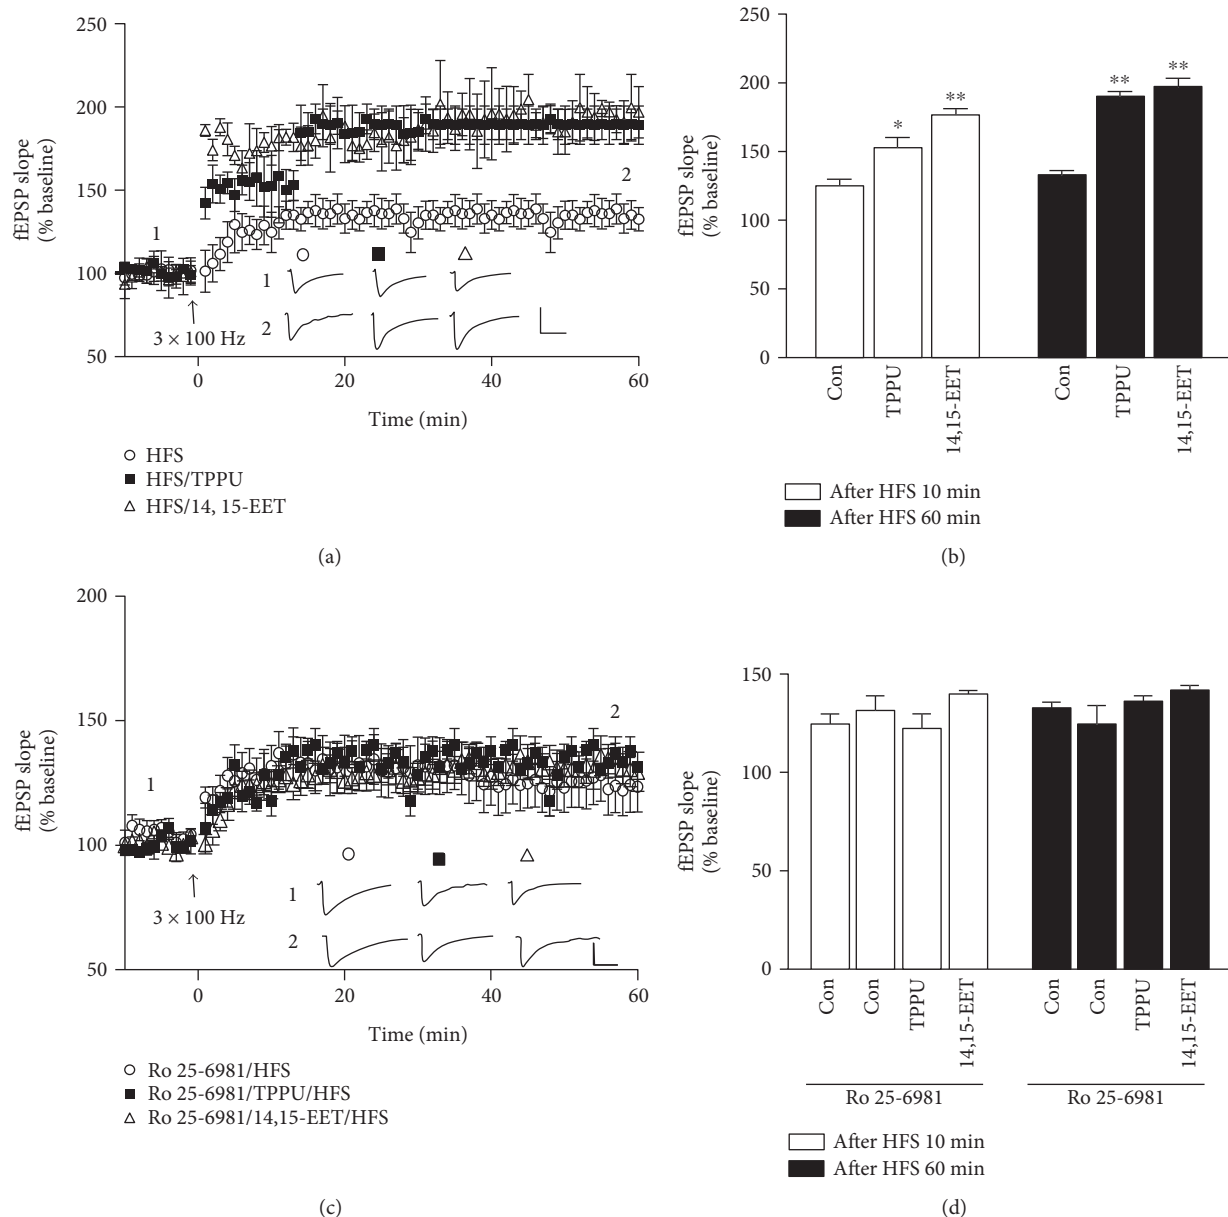 250
200
150
100
50
fEPSP slope
(% baseline)
1
2
1
2
3 × 100 Hz
0
20
40
60
Time (min)
HFS
HFS/TPPU
HFS/14, 15-EET
(a)
250
200
150
100
50
0
fEPSP slope
(% baseline)
*
**
**
**
Con
TPPU
14,15-EET
Con
TPPU
14,15-EET
After HFS 10 min
After HFS 60 min
(b)
200
150
100
50
fEPSP slope
(% baseline)
1
2
1
2
3 × 100 Hz
0
20
40
60
Time (min)
Ro 25-6981/HFS
Ro 25-6981/TPPU/HFS
Ro 25-6981/14,15-EET/HFS
(c)
150
100
50
0
fEPSP slope
(% baseline)
Con
Con
TPPU
14,15-EET
Con
Con
TPPU
14,15-EET
Ro 25-6981
Ro 25-6981
After HFS 10 min
After HFS 60 min
(d)